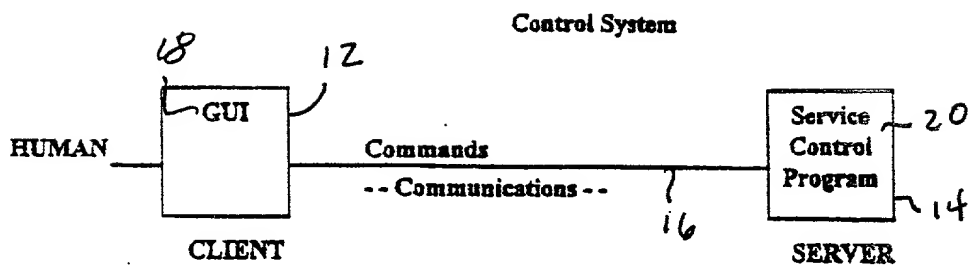 Control System
18
12
GUI
HUMAN
Commands
-- Communications --
16
Service
Control
Program
20
14
CLIENT
SERVER